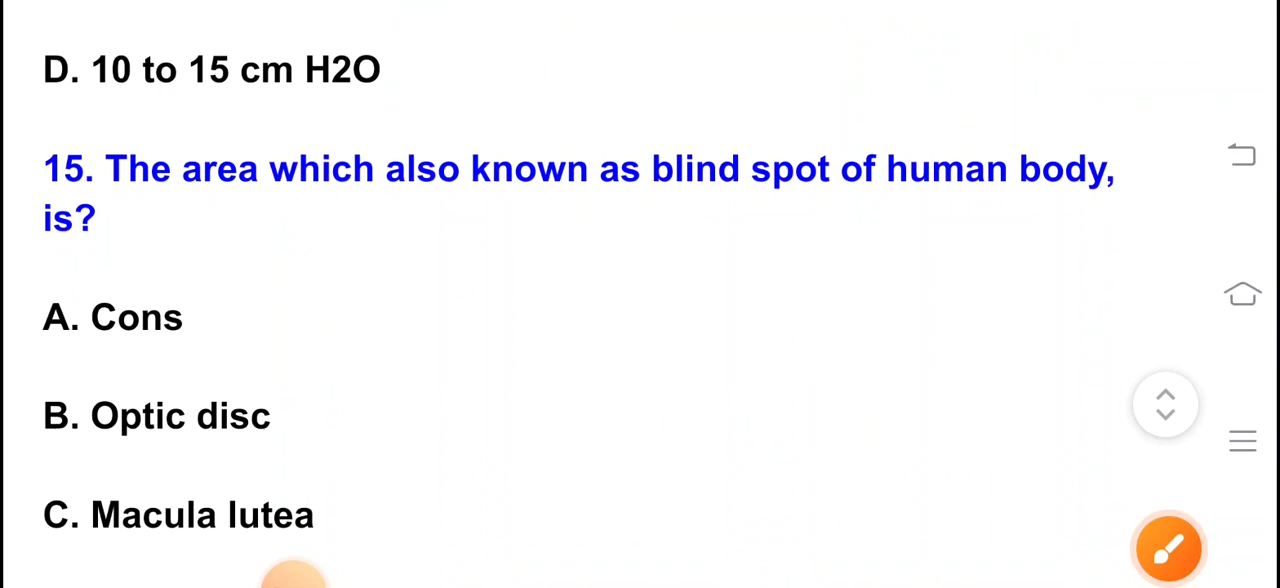 D. 10 to 15 cm H2O
15. The area which also known as blind spot of human body,
is?
A. Cons
B. Optic disc
C. Macula lutea